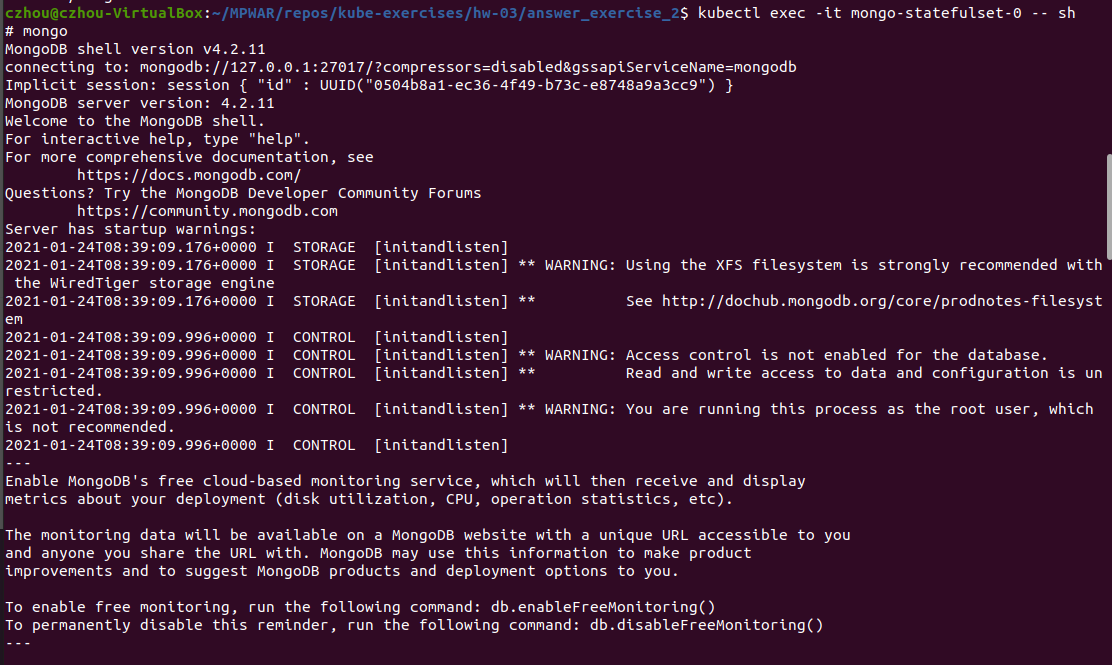 czhou@czhou-VirtualBox:~/MPWAR/repos/kube-exercises/hw-03/answer_exercise_2$ kubectl exec -it mongo-statefulset-0 -- sh
# mongo
MongoDB shell version v4.2.11
connecting to: mongodb://127.0.0.1:27017/?compressors=disabled&gssapiServiceName=mongodb
Implicit session: session { "id" : UUID("0504b8a1-ec36-4f49-b73c-e8748a9a3cc9") }
MongoDB server version: 4.2.11
Welcome to the MongoDB shell.
For interactive help, type "help".
For more comprehensive documentation, see
        https://docs.mongodb.com/
Questions? Try the MongoDB Developer Community Forums
        https://community.mongodb.com
Server has startup warnings:
2021-01-24T08:39:09.176+0000 I  STORAGE  [initandlisten]
2021-01-24T08:39:09.176+0000 I  STORAGE  [initandlisten] ** WARNING: Using the XFS filesystem is strongly recommended with
 the WiredTiger storage engine
2021-01-24T08:39:09.176+0000 I  STORAGE  [initandlisten] **          See http://dochub.mongodb.org/core/prodnotes-filesyst
em
2021-01-24T08:39:09.996+0000 I  CONTROL  [initandlisten]
2021-01-24T08:39:09.996+0000 I  CONTROL  [initandlisten] ** WARNING: Access control is not enabled for the database.
2021-01-24T08:39:09.996+0000 I  CONTROL  [initandlisten] **          Read and write access to data and configuration is un
restricted.
2021-01-24T08:39:09.996+0000 I  CONTROL  [initandlisten] ** WARNING: You are running this process as the root user, which
is not recommended.
2021-01-24T08:39:09.996+0000 I  CONTROL  [initandlisten]
---
Enable MongoDB's free cloud-based monitoring service, which will then receive and display
metrics about your deployment (disk utilization, CPU, operation statistics, etc).

The monitoring data will be available on a MongoDB website with a unique URL accessible to you
and anyone you share the URL with. MongoDB may use this information to make product
improvements and to suggest MongoDB products and deployment options to you.

To enable free monitoring, run the following command: db.enableFreeMonitoring()
To permanently disable this reminder, run the following command: db.disableFreeMonitoring()
---